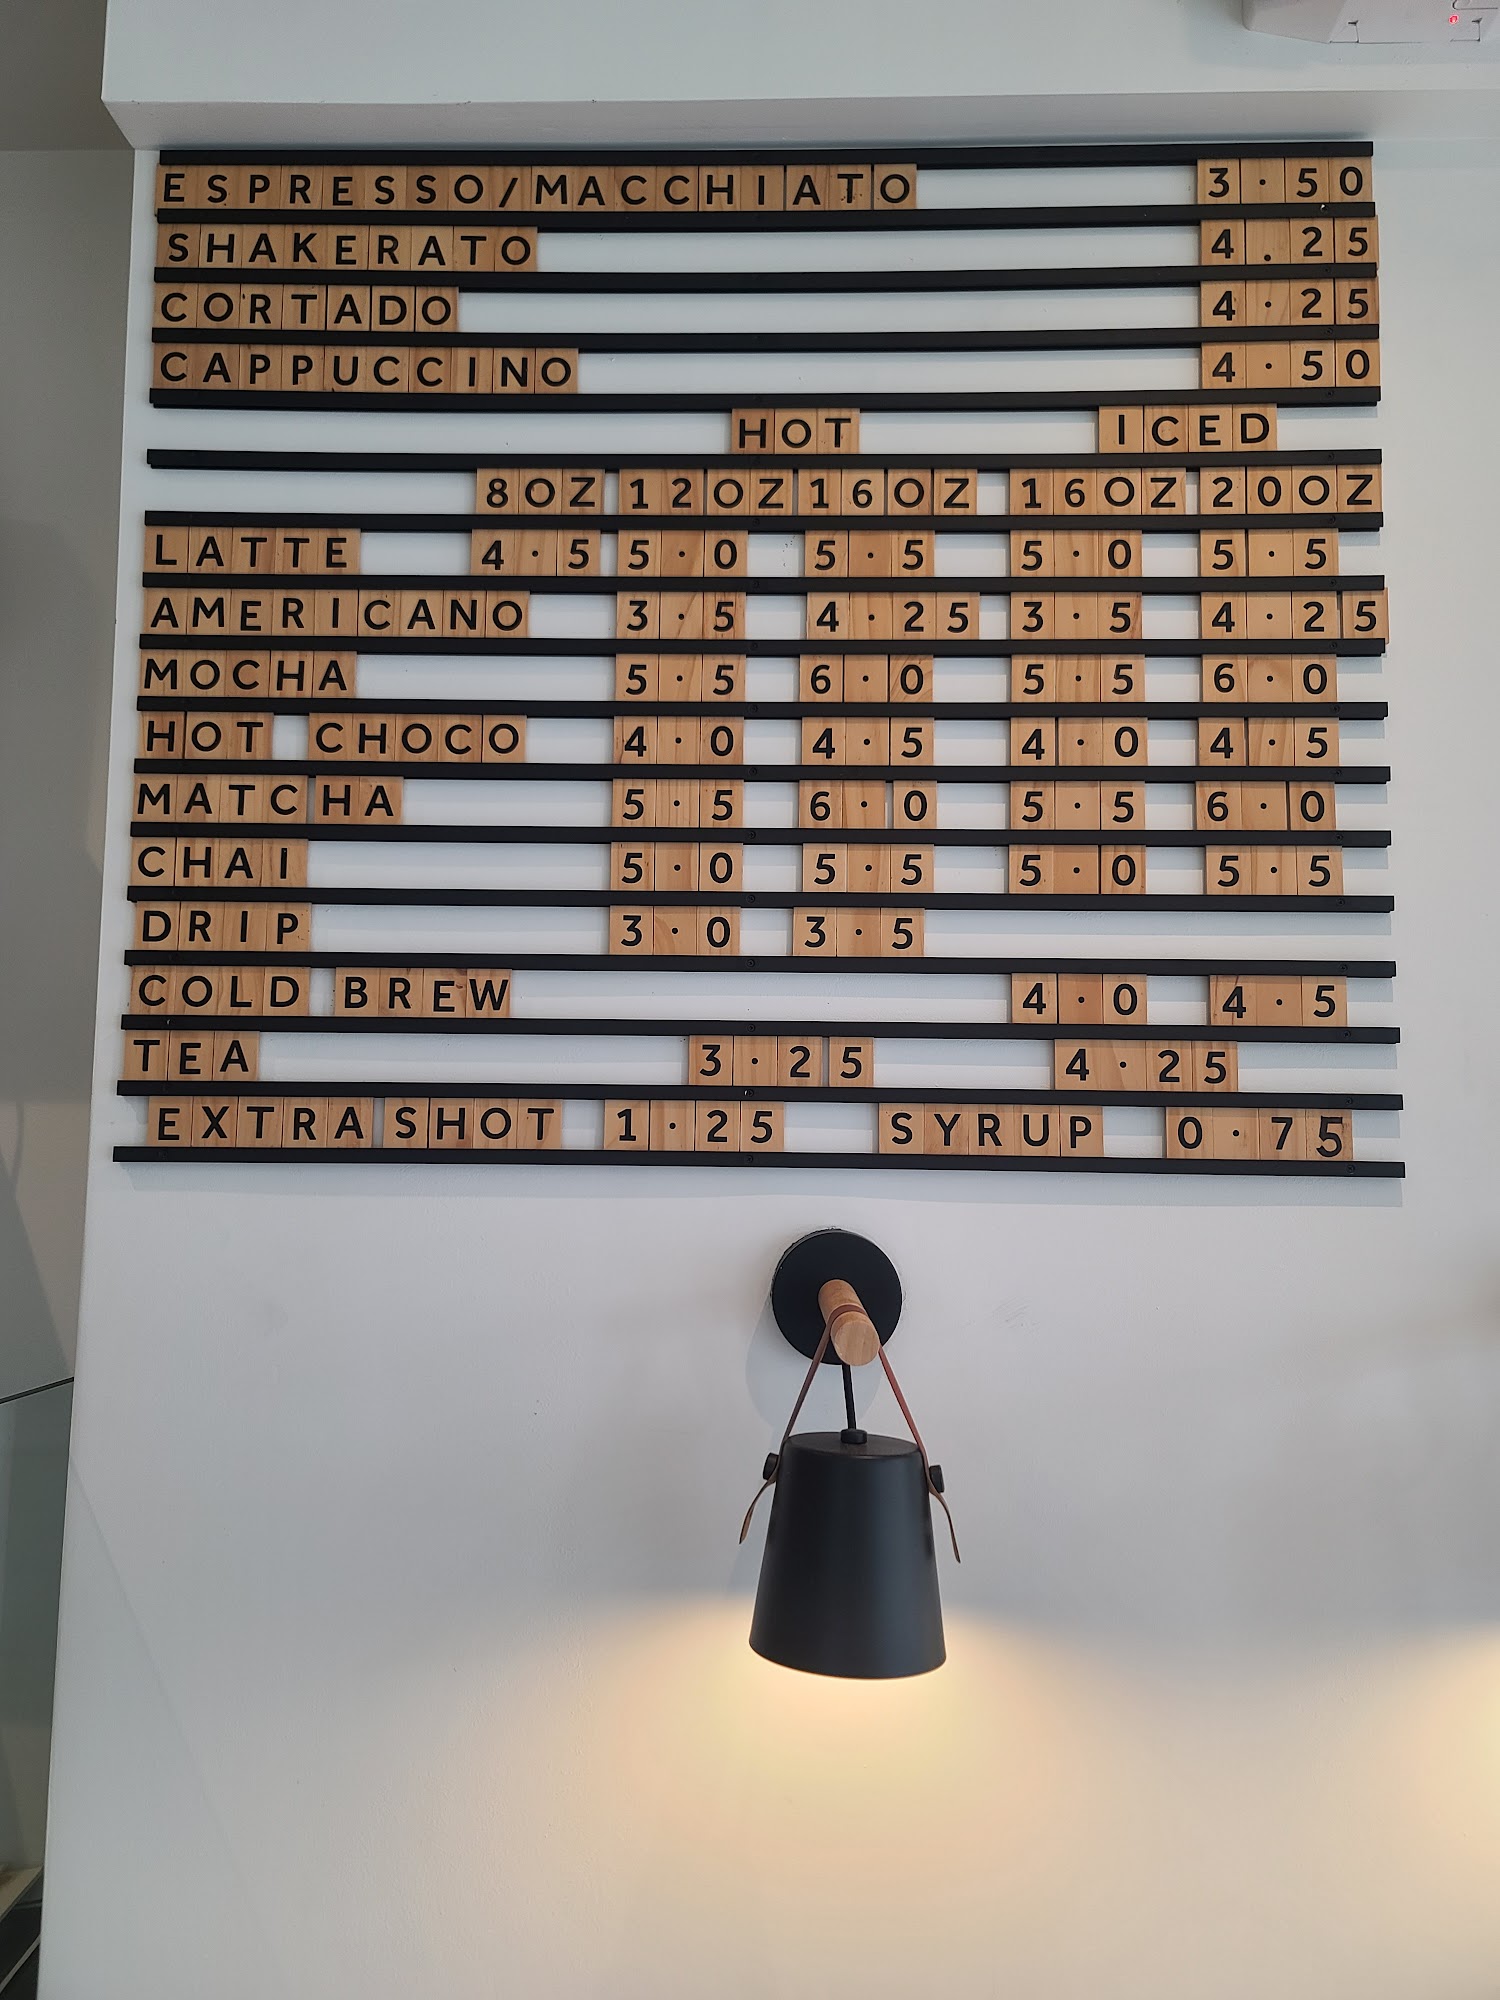 ESPRESSO/MACCHIATO 3·50
SHAKERATO 4.25
CORTADO 4·25
CAPPUCCINO 4·50
HOT ICED
8OZ 12OZ 16OZ 16OZ 20OZ
LATTE 4·5 5·0 5·5 5·0 5·5
AMERICANO 3·5 4·25 3·5 4·25
MOCHA 5·5 6·0 5·5 6·0
HOT CHOCO 4·0 4·5 4·0 4·5
MATCHA 5·5 6·0 5·5 6·0
CHAI 5·0 5·5 5·0 5·5
DRIP 3·0 3·5
COLD BREW 4·0 4·5
TEA 3·25 4·25
EXTRA SHOT 1·25 SYRUP 0·75